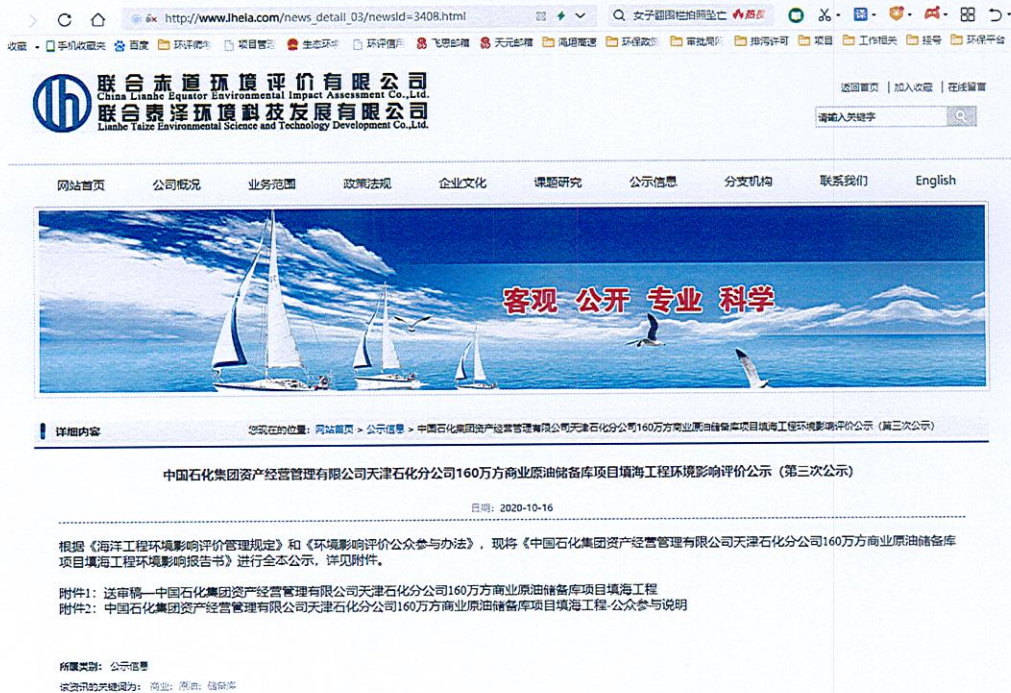 http://www.lheia.com/news_detail_03/newsId=3408.html
女子翻围栏拍照坠亡 热搜
收藏 手机收藏夹 百度 环评师考 项目管理 生态环境 环评信用 飞思邮箱 天元邮箱 高坦高速 环保政策 审批局网 排污许可 项目 工作相关 挂号 环保平台
联合赤道环境评价有限公司
China Lianhe Equator Environmental Impact Assessment Co.,Ltd.
联合泰泽环境科技发展有限公司
Lianhe Taize Environmental Science and Technology Development Co.,Ltd.
返回首页 | 加入收藏 | 在线留言
请输入关键字
网站首页 公司概况 业务范围 政策法规 企业文化 课题研究 公示信息 分支机构 联系我们 English
客观 公开 专业 科学
详细内容
您现在的位置：网站首页 > 公示信息 > 中国石化集团资产经营管理有限公司天津石化分公司160万方商业原油储备库项目填海工程环境影响评价公示（第三次公示）
中国石化集团资产经营管理有限公司天津石化分公司160万方商业原油储备库项目填海工程环境影响评价公示（第三次公示）
日期：2020-10-16
根据《海洋工程环境影响评价管理规定》和《环境影响评价公众参与办法》，现将《中国石化集团资产经营管理有限公司天津石化分公司160万方商业原油储备库
项目填海工程环境影响报告书》进行全本公示，详见附件。
附件1：送审稿—中国石化集团资产经营管理有限公司天津石化分公司160万方商业原油储备库项目填海工程
附件2：中国石化集团资产经营管理有限公司天津石化分公司160万方商业原油储备库项目填海工程-公众参与说明
所属类别：公示信息
该资讯的关键词为：商业；原油；储备库